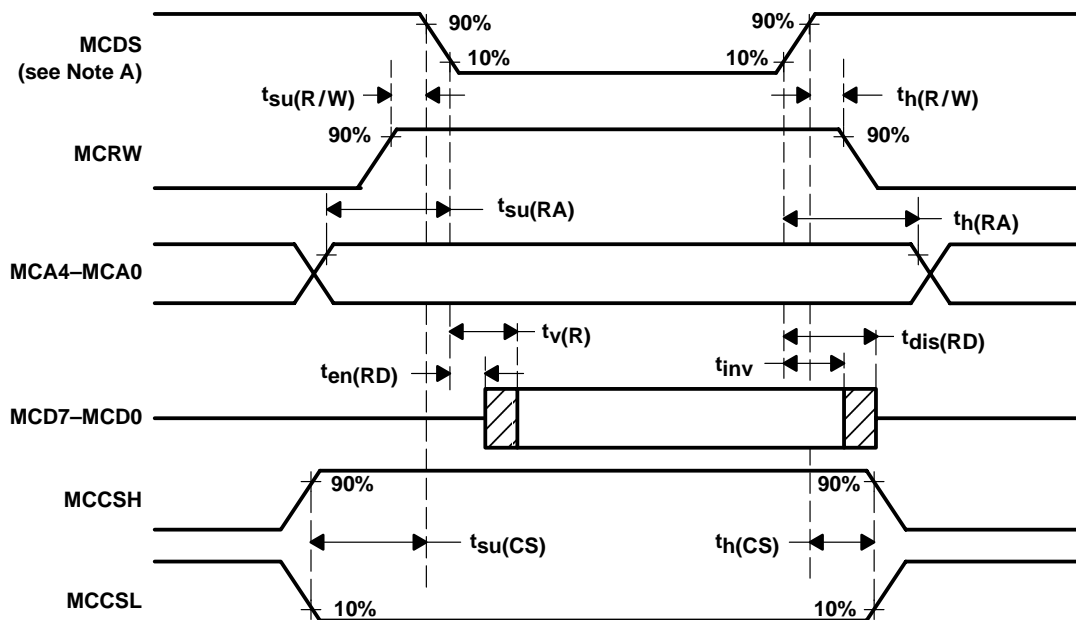 90%
90%
MCDS
(see Note A)
10%
10%
tsu(R/W)
th(R/W)
90%
90%
MCRW
tsu(RA)
th(RA)
MCA4–MCA0
tv(R)
tdis(RD)
ten(RD)
tinv
MCD7–MCD0
90%
90%
MCCSH
tsu(CS)
th(CS)
10%
10%
MCCSL